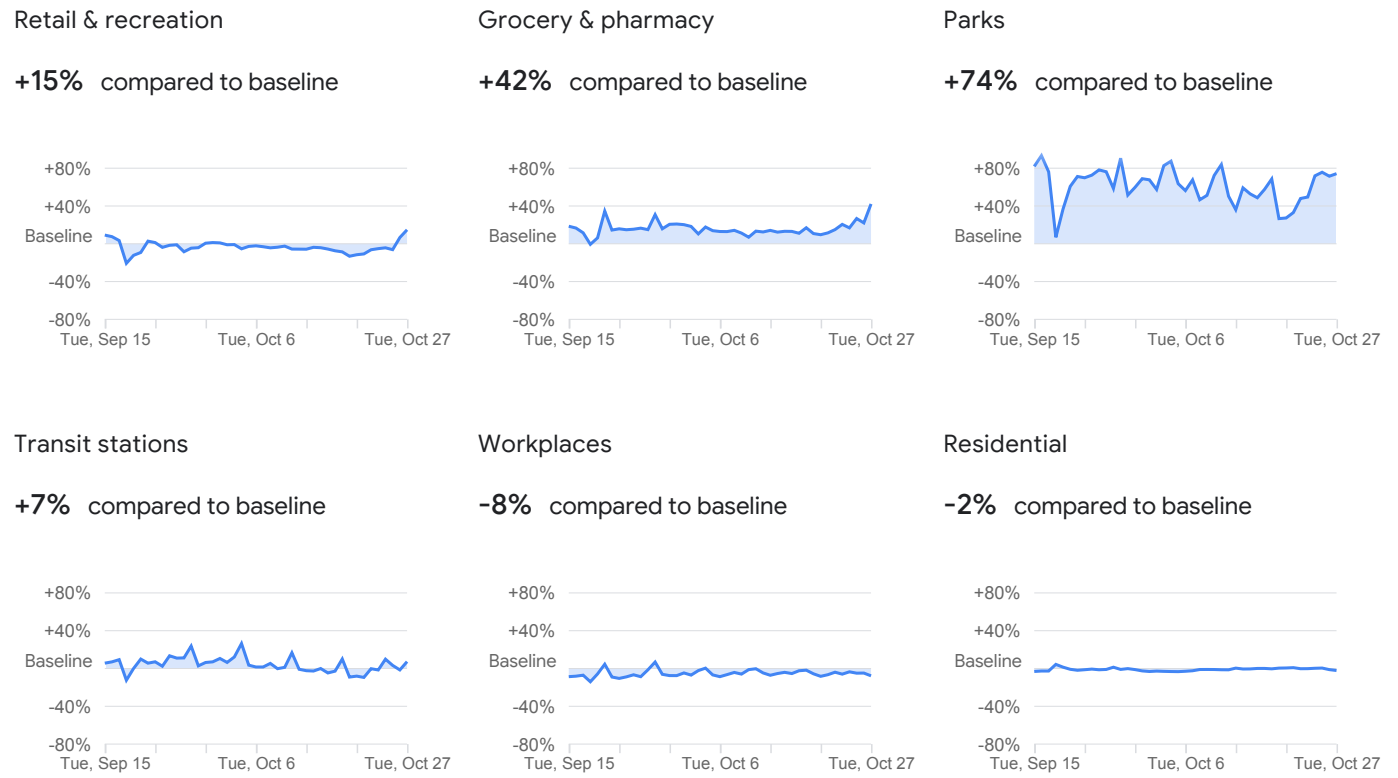 Retail & recreation
+15% compared to baseline
+80%
+40%
Baseline
-40%
-80%
Tue, Sep 15
Tue, Oct 6
Tue, Oct 27
Grocery & pharmacy
+42% compared to baseline
+80%
+40%
Baseline
-40%
-80%
Tue, Sep 15
Tue, Oct 6
Tue, Oct 27
Parks
+74% compared to baseline
+80%
+40%
Baseline
-40%
-80%
Tue, Sep 15
Tue, Oct 6
Tue, Oct 27
Transit stations
+7% compared to baseline
+80%
+40%
Baseline
-40%
-80%
Tue, Sep 15
Tue, Oct 6
Tue, Oct 27
Workplaces
-8% compared to baseline
+80%
+40%
Baseline
-40%
-80%
Tue, Sep 15
Tue, Oct 6
Tue, Oct 27
Residential
-2% compared to baseline
+80%
+40%
Baseline
-40%
-80%
Tue, Sep 15
Tue, Oct 6
Tue, Oct 27